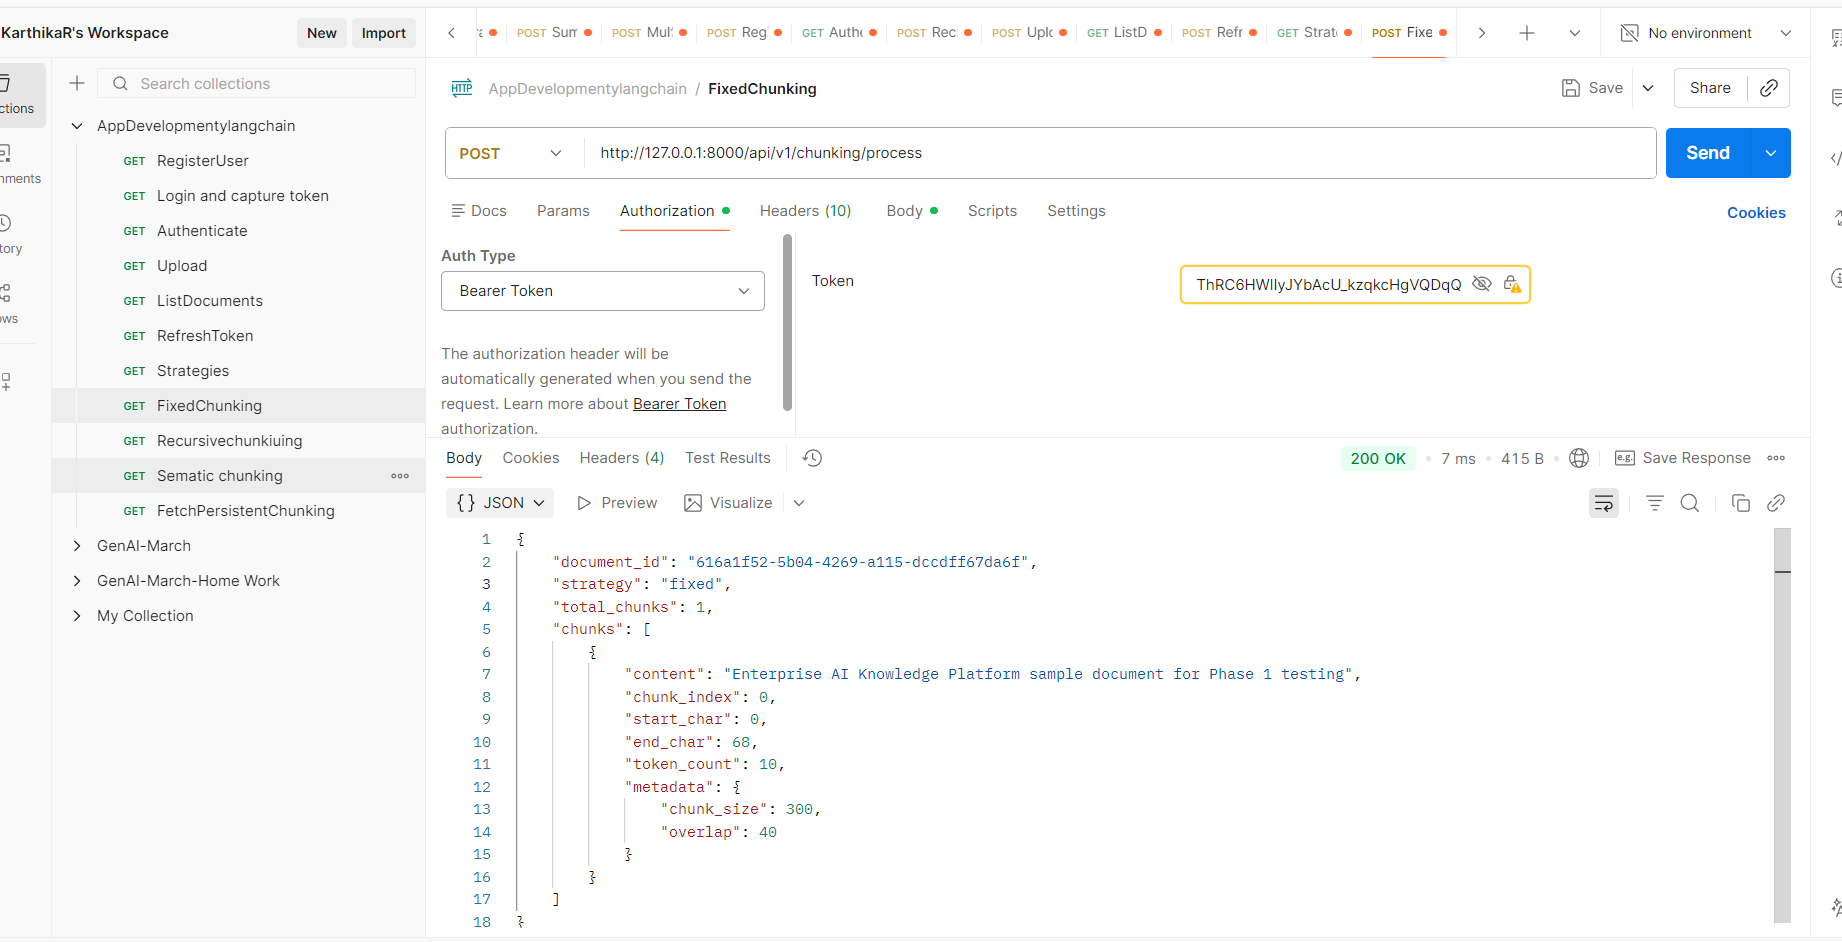 KarthikaR's Workspace
New
Import
POST Sum
POST Mul
POST Reg
GET Authe
POST Rec
POST Uplo
GET ListD
POST Refr
GET Strate
POST Fixe
No environment
Search collections
ctions
nments
tory
ows
AppDevelopmentylangchain
GET RegisterUser
GET Login and capture token
GET Authenticate
GET Upload
GET ListDocuments
GET RefreshToken
GET Strategies
GET FixedChunking
GET Recursivechunkiuing
GET Sematic chunking
GET FetchPersistentChunking
GenAI-March
GenAI-March-Home Work
My Collection
HTTP AppDevelopmentylangchain / FixedChunking
Save
Share
POST http://127.0.0.1:8000/api/v1/chunking/process
Send
Docs Params Authorization Headers (10) Body Scripts Settings
Cookies
Auth Type
Bearer Token
The authorization header will be
automatically generated when you send the
request. Learn more about Bearer Token
authorization.
Token
ThRC6HWlIyJYbAcU_kzqkcHgVQDqQ
Body Cookies Headers (4) Test Results
200 OK • 7 ms • 415 B •
e.g. Save Response
{} JSON Preview Visualize
1 {
2 "document_id": "616a1f52-5b04-4269-a115-dccdff67da6f",
3 "strategy": "fixed",
4 "total_chunks": 1,
5 "chunks": [
6 {
7 "content": "Enterprise AI Knowledge Platform sample document for Phase 1 testing",
8 "chunk_index": 0,
9 "start_char": 0,
10 "end_char": 68,
11 "token_count": 10,
12 "metadata": {
13 "chunk_size": 300,
14 "overlap": 40
15 }
16 }
17 ]
18 }